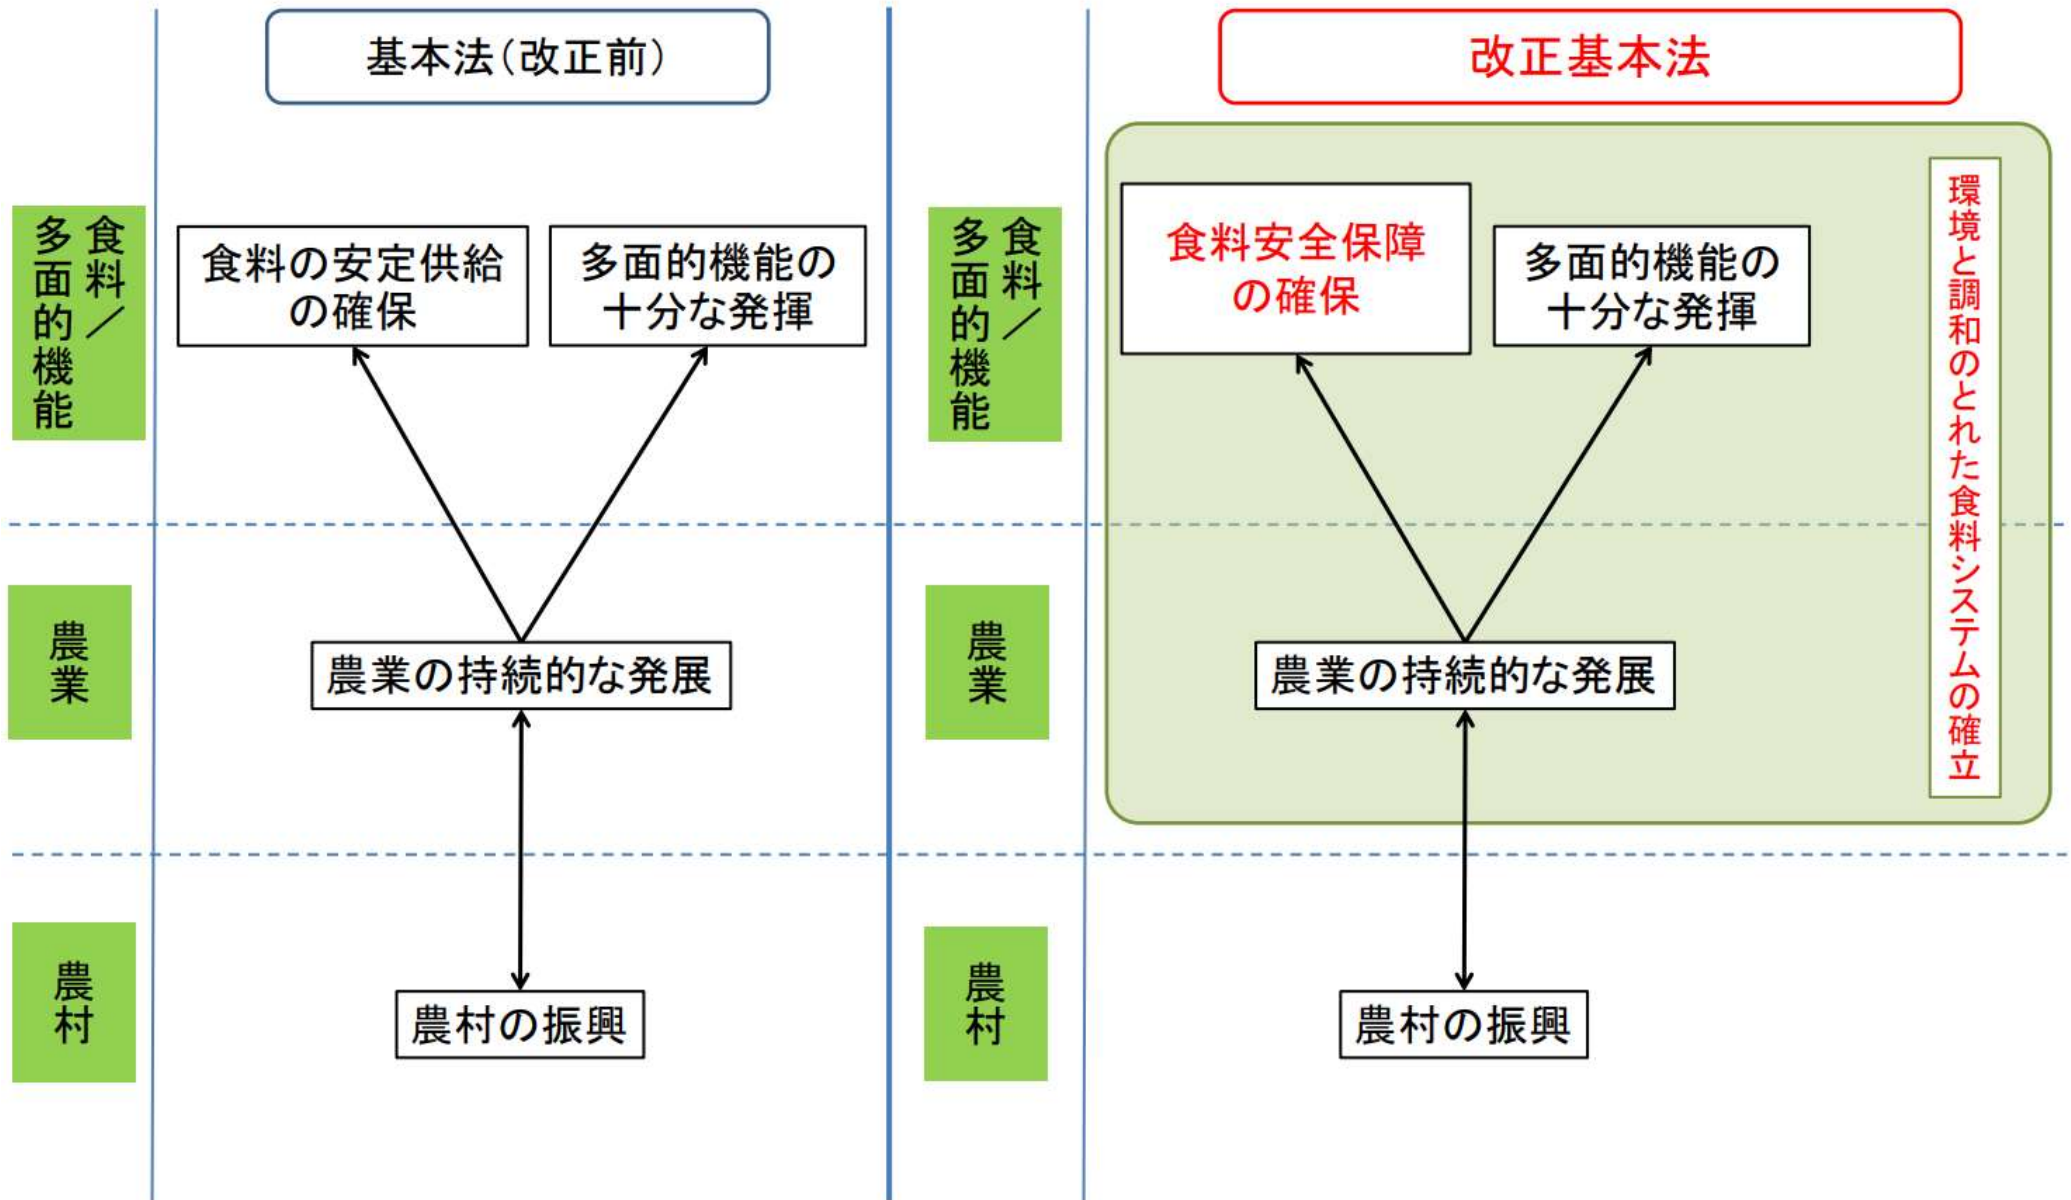 基本法（改正前）
食料／
多面的機能
食料の安定供給
の確保
多面的機能の
十分な発揮
農業
農業の持続的な発展
農村
農村の振興
改正基本法
食料／
多面的機能
食料安全保障
の確保
多面的機能の
十分な発揮
環境と調和のとれた食料システムの確立
農業
農業の持続的な発展
農村
農村の振興